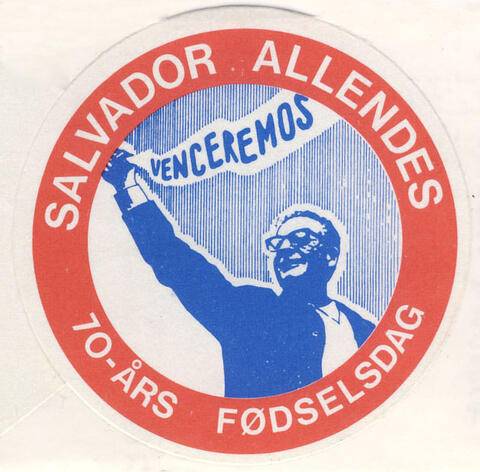 SALVADOR ALLENDES
VENCEREMOS
70-ÅRS FØDSELSDAG